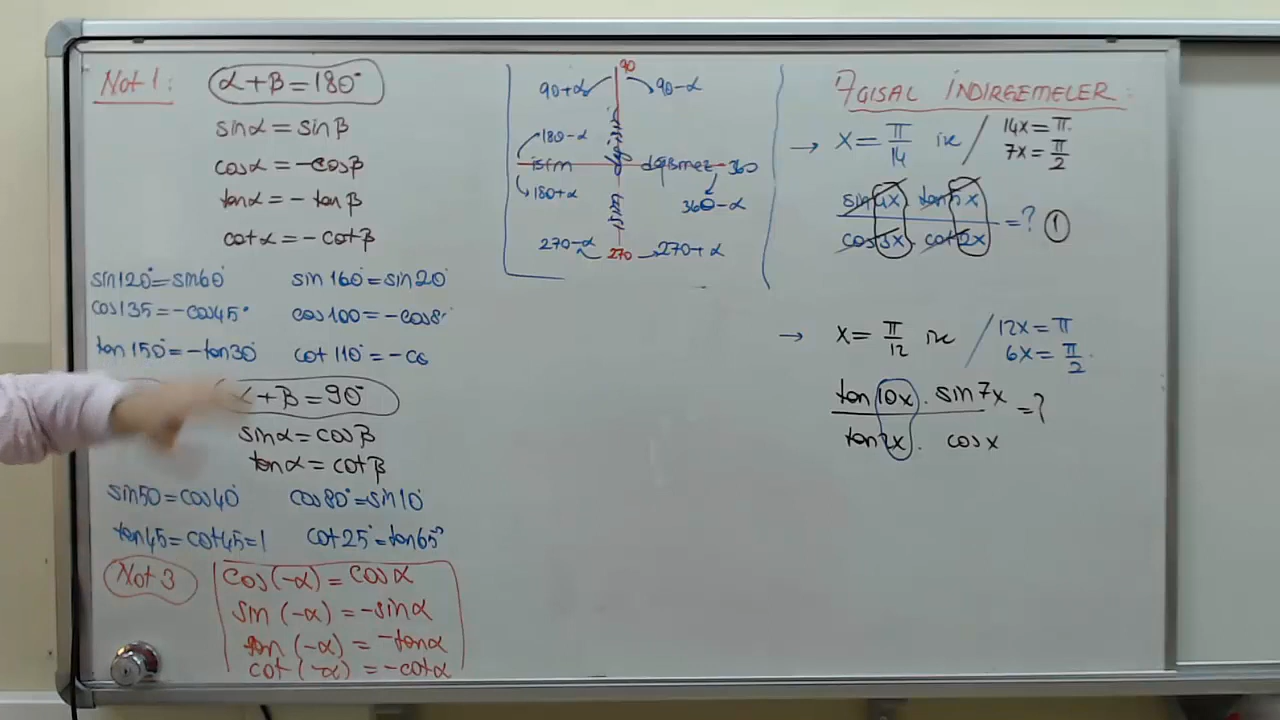 Not 1: α+β=180°
sinα = sinβ
cosα = -cosβ
tanα = -tanβ
cotα = -cotβ
sin120°=sin60° sin160°=sin20°
cos135=-cos45° cos100°=-cos8
tan150°=-tan30° cot110°=-co
α+β=90°
sinα=cosβ
tanα=cotβ
sin50=cos40° cos80°=sin10°
tan45=cot45=1 cot25°=tan65°
Not 3 cos(-α)=cosα
sin(-α)=-sinα
tan(-α)=-tanα
cot(-α)=-cotα
90
90+α 90-α
180-α
isim değişmez 360
180+α 360-α
270-α 270 270+α
AÇISAL İNDİRGEMELER:
→ x=π/14 ise / 14x=π
7x=π/2
sin4x tan5x
=? 1
cos3x . cot2x
→ x=π/12 ise / 12x=π
6x=π/2
tan10x . sin7x
=?
tan2x . cosx